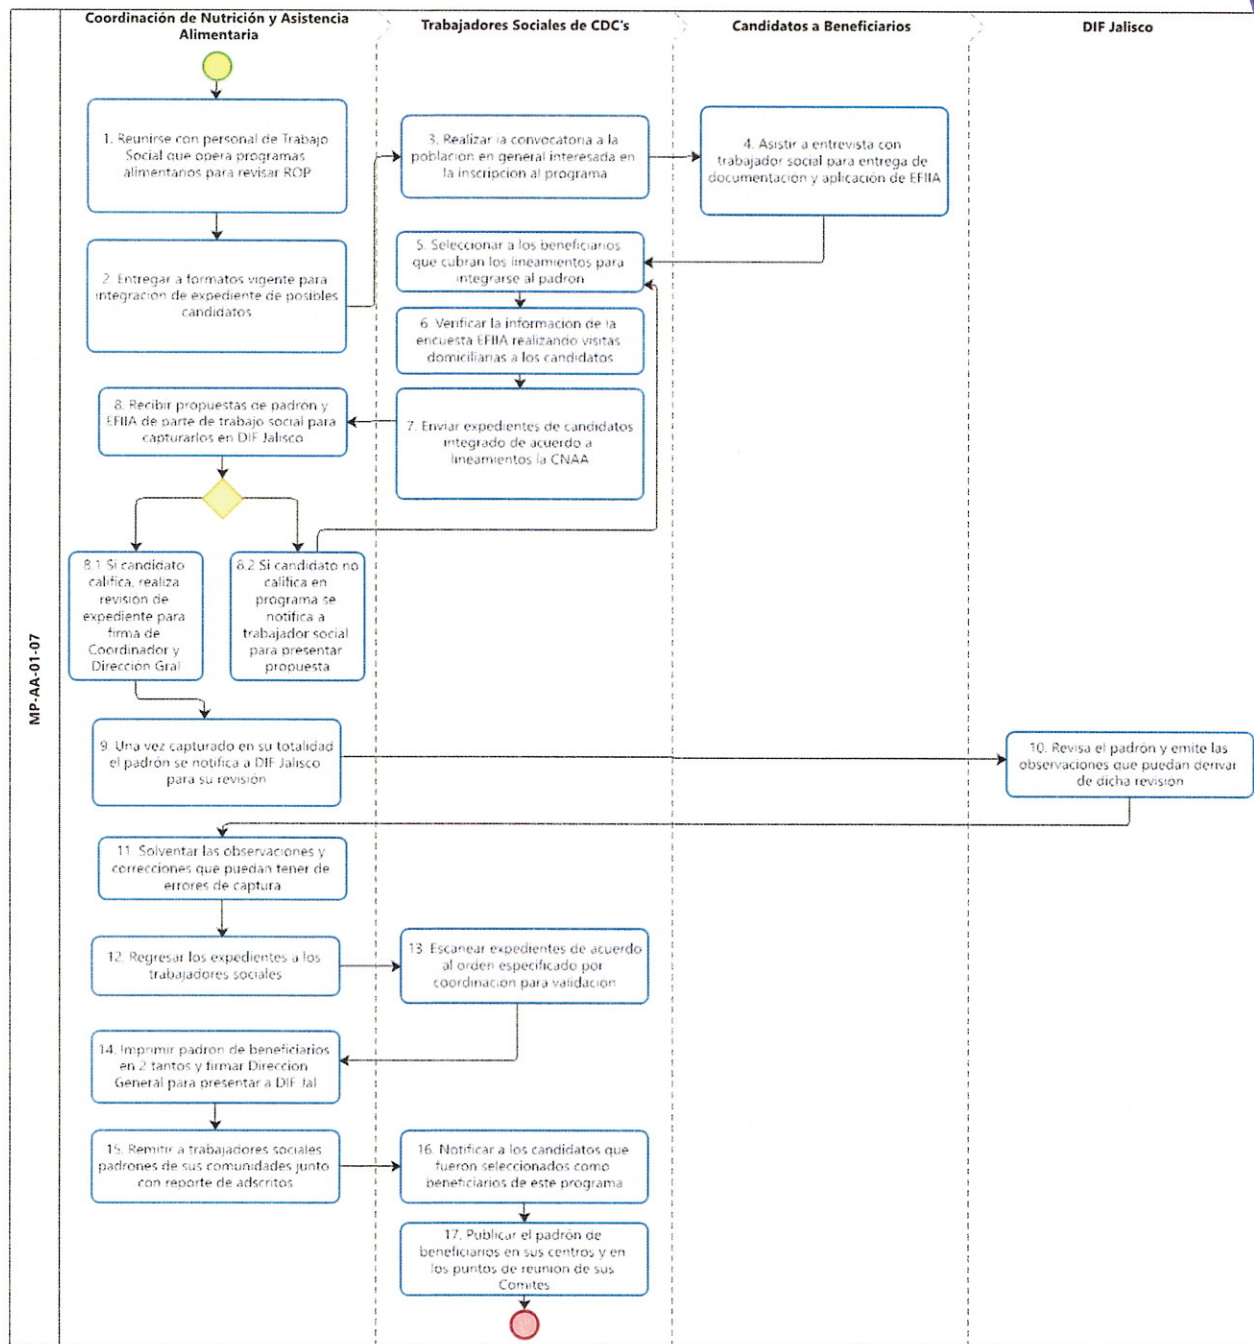 Coordinación de Nutrición y Asistencia
Alimentaria
Trabajadores Sociales de CDC's
Candidatos a Beneficiarios
DIF Jalisco
MP-AA-01-07
1. Reunirse con personal de Trabajo
Social que opera programas
alimentarios para revisar ROP
2. Entregar a formatos vigente para
integración de expediente de posibles
candidatos
3. Realizar la convocatoria a la
población en general interesada en
la inscripcion al programa
4. Asistir a entrevista con
trabajador social para entrega de
documentación y aplicación de EFIIA
5. Seleccionar a los beneficiarios
que cubran los lineamientos para
integrarse al padron
6. Verificar la informacion de la
encuesta EFIIA realizando visitas
domiciliarias a los candidatos
7. Enviar expedientes de candidatos
integrado de acuerdo a
lineamientos la CNAA
8. Recibir propuestas de padron y
EFIIA de parte de trabajo social para
capturarlos en DIF Jalisco
8.1 Si candidato
califica, realiza
revision de
expediente para
firma de
Coordinador y
Direccion Gral
8.2 Si candidato no
califica en
programa se
notifica a
trabajador social
para presentar
propuesta
9. Una vez capturado en su totalidad
el padrón se notifica a DIF Jalisco
para su revisión
10. Revisa el padrón y emite las
observaciones que puedan derivar
de dicha revision
11. Solventar las observaciones y
correcciones que puedan tener de
errores de captura
12. Regresar los expedientes a los
trabajadores sociales
13. Escanear expedientes de acuerdo
al orden especificado por
coordinacion para validacion
14. Imprimir padron de beneficiarios
en 2 tantos y firmar Direccion
General para presentar a DIF Jal
15. Remitir a trabajadores sociales
padrones de sus comunidades junto
con reporte de adscritos
16. Notificar a los candidatos que
fueron seleccionados como
beneficiarios de este programa
17. Publicar el padrón de
beneficiarios en sus centros y en
los puntos de reunion de sus
Comites